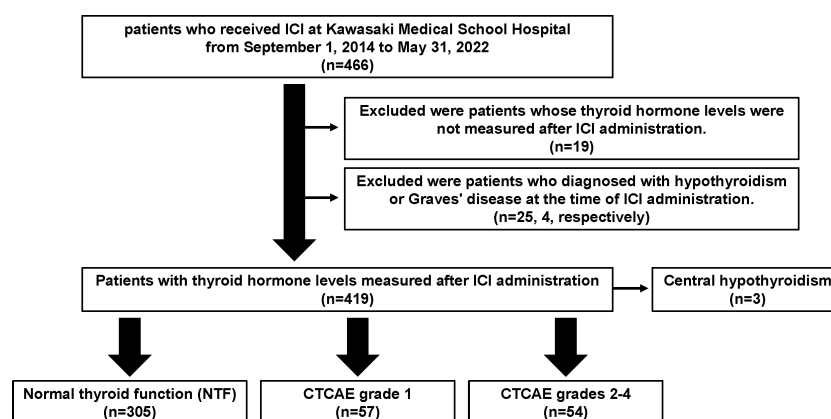 patients who received ICI at Kawasaki Medical School Hospital
from September 1, 2014 to May 31, 2022
(n=466)
Excluded were patients whose thyroid hormone levels were
not measured after ICI administration.
(n=19)
Excluded were patients who diagnosed with hypothyroidism
or Graves' disease at the time of ICI administration.
(n=25, 4, respectively)
Patients with thyroid hormone levels measured after ICI administration
(n=419)
Central hypothyroidism
(n=3)
Normal thyroid function (NTF)
(n=305)
CTCAE grade 1
(n=57)
CTCAE grades 2-4
(n=54)